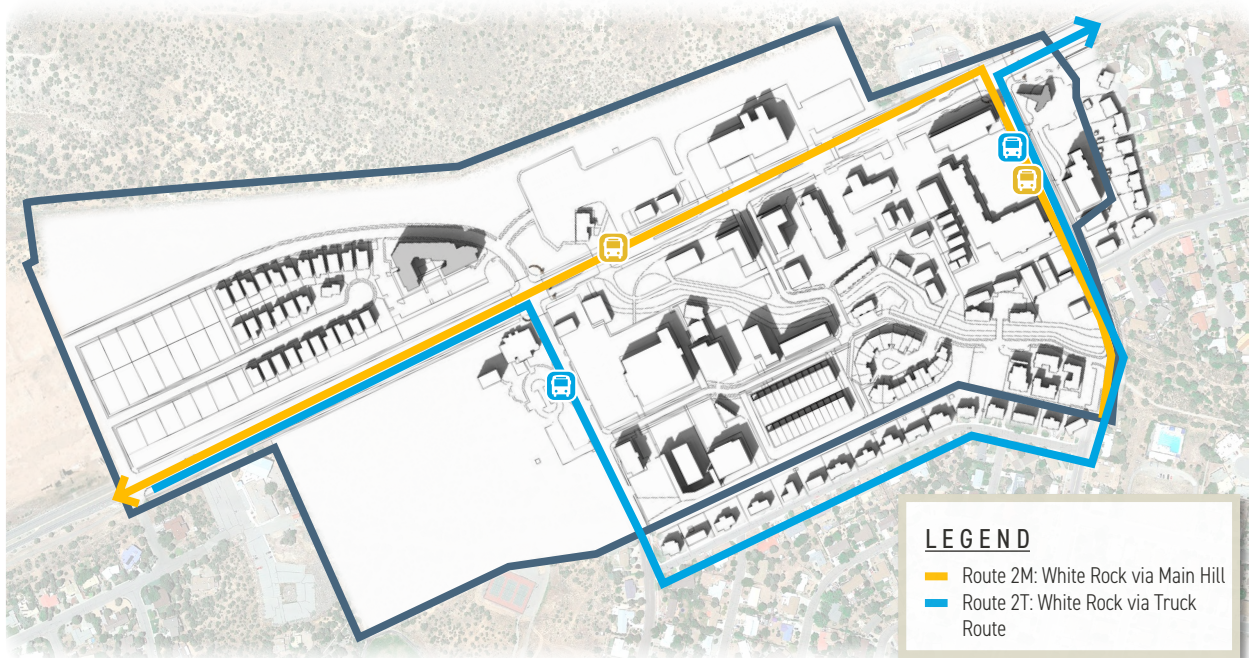 LEGEND
Route 2M: White Rock via Main Hill
Route 2T: White Rock via Truck
Route